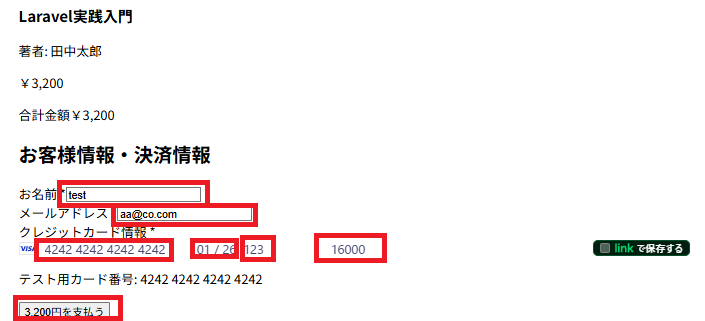 Laravel実践入門
著者: 田中太郎
￥3,200
合計金額￥3,200
お客様情報・決済情報
お名前 * test
メールアドレス aa@co.com
クレジットカード情報 *
VISA 4242 4242 4242 4242 01 / 26 123 16000 link で保存する
テスト用カード番号: 4242 4242 4242 4242
3,200円を支払う